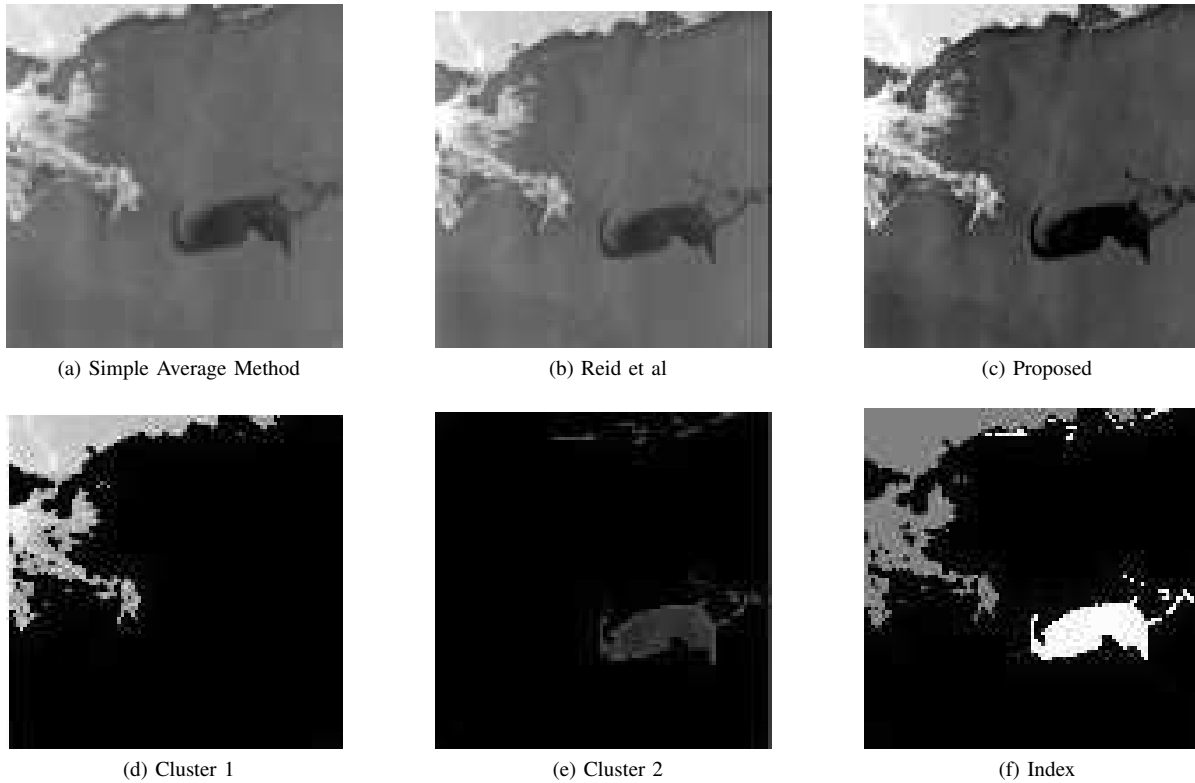 (a) Simple Average Method
(b) Reid et al
(c) Proposed
(d) Cluster 1
(e) Cluster 2
(f) Index